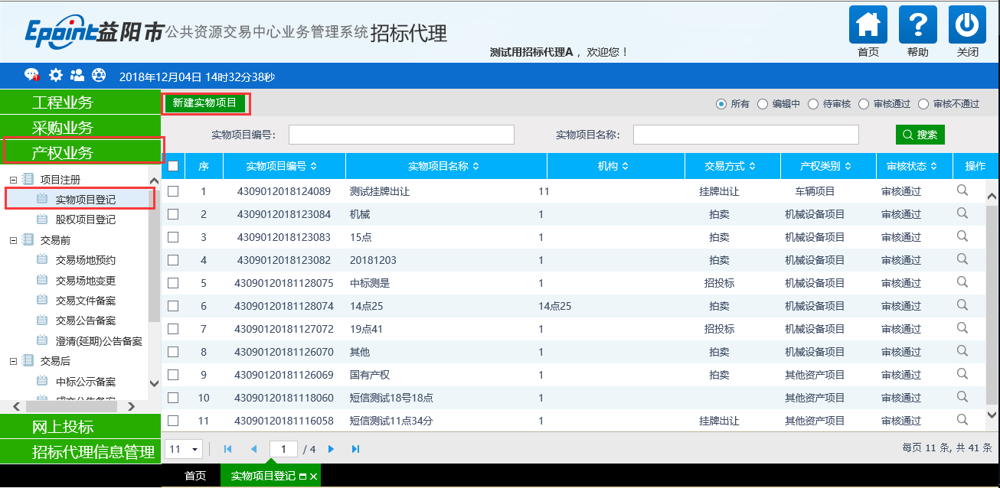 Epoint益阳市公共资源交易中心业务管理系统 招标代理
测试用招标代理A ，欢迎您！
首页 帮助 关闭
2018年12月04日 14时32分38秒
工程业务
采购业务
产权业务
项目注册
实物项目登记
股权项目登记
交易前
交易场地预约
交易场地变更
交易文件备案
交易公告备案
澄清(延期)公告备案
交易后
中标公示备案
网上投标
招标代理信息管理
新建实物项目
所有 编辑中 待审核 审核通过 审核不通过
实物项目编号: 实物项目名称: 搜索
序 实物项目编号 实物项目名称 机构 交易方式 产权类别 审核状态 操作
1 4309012018124089 测试挂牌出让 11 挂牌出让 车辆项目 审核通过
2 4309012018123084 机械 1 拍卖 机械设备项目 审核通过
3 4309012018123083 15点 1 拍卖 机械设备项目 审核通过
4 4309012018123082 20181203 1 拍卖 机械设备项目 审核通过
5 43090120181128075 中标测是 1 招投标 机械设备项目 审核通过
6 43090120181128074 14点25 14点25 拍卖 机械设备项目 审核通过
7 43090120181127072 19点41 1 招投标 机械设备项目 审核通过
8 43090120181126070 其他 1 拍卖 机械设备项目 审核通过
9 43090120181126069 国有产权 1 拍卖 其他资产项目 审核通过
10 43090120181118060 短信测试18号18点 1 其他资产项目 审核通过
11 43090120181116058 短信测试11点34分 1 挂牌出让 其他资产项目 审核通过
11 1 / 4 每页 11 条, 共 41 条
首页 实物项目登记